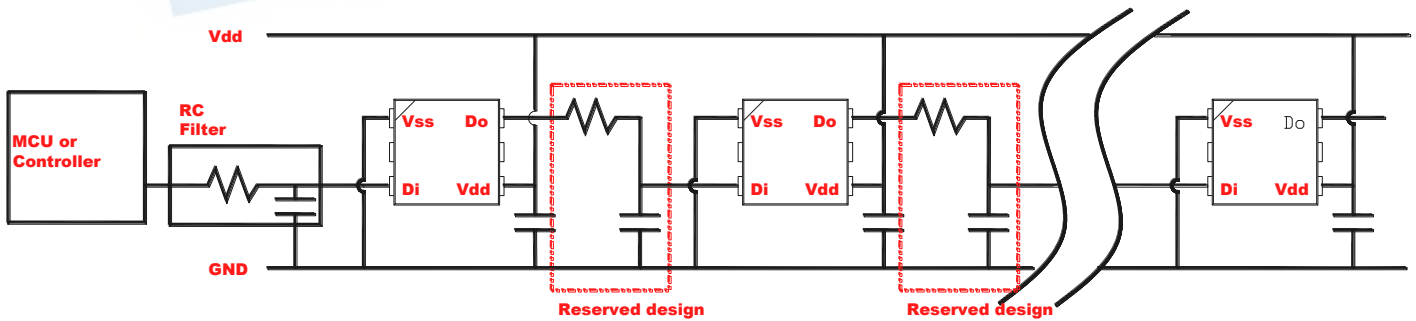 Vdd
RC
Filter
MCU or
Controller
Vss Do
Di Vdd
Vss Do
Di Vdd
Vss Do
Di Vdd
GND
Reserved design
Reserved design